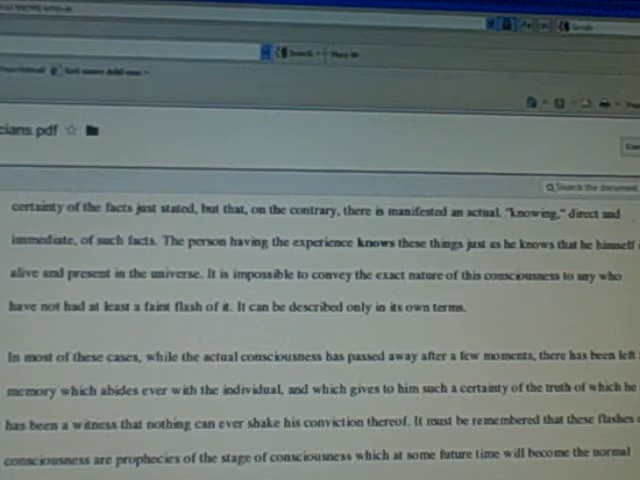 cians.pdf
Search the document
certainty of the facts just stated, but that, on the contrary, there is manifested an actual, "knowing," direct and
immediate, of such facts. The person having the experience knows these things just as he knows that he himself
alive and present in the universe. It is impossible to convey the exact nature of this consciousness to any who
have not had at least a faint flash of it. It can be described only in its own terms.
In most of these cases, while the actual consciousness has passed away after a few moments, there has been left
memory which abides ever with the individual, and which gives to him such a certainty of the truth of which he
has been a witness that nothing can ever shake his conviction thereof. It must be remembered that these flashes
consciousness are prophecies of the stage of consciousness which at some future time will become the normal